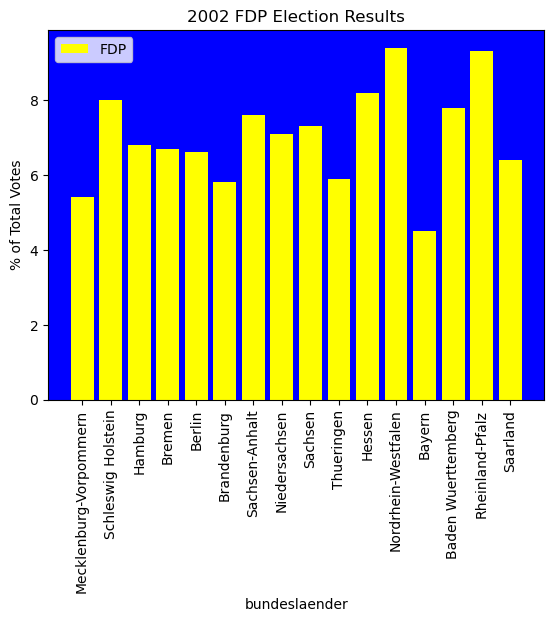 2002 FDP Election Results
FDP
% of Total Votes
8
6
4
2
0
Mecklenburg-Vorpommern
Schleswig Holstein
Hamburg
Bremen
Berlin
Brandenburg
Sachsen-Anhalt
Niedersachsen
Sachsen
Thueringen
Hessen
Nordrhein-Westfalen
Bayern
Baden Wuerttemberg
Rheinland-Pfalz
Saarland
bundeslaender